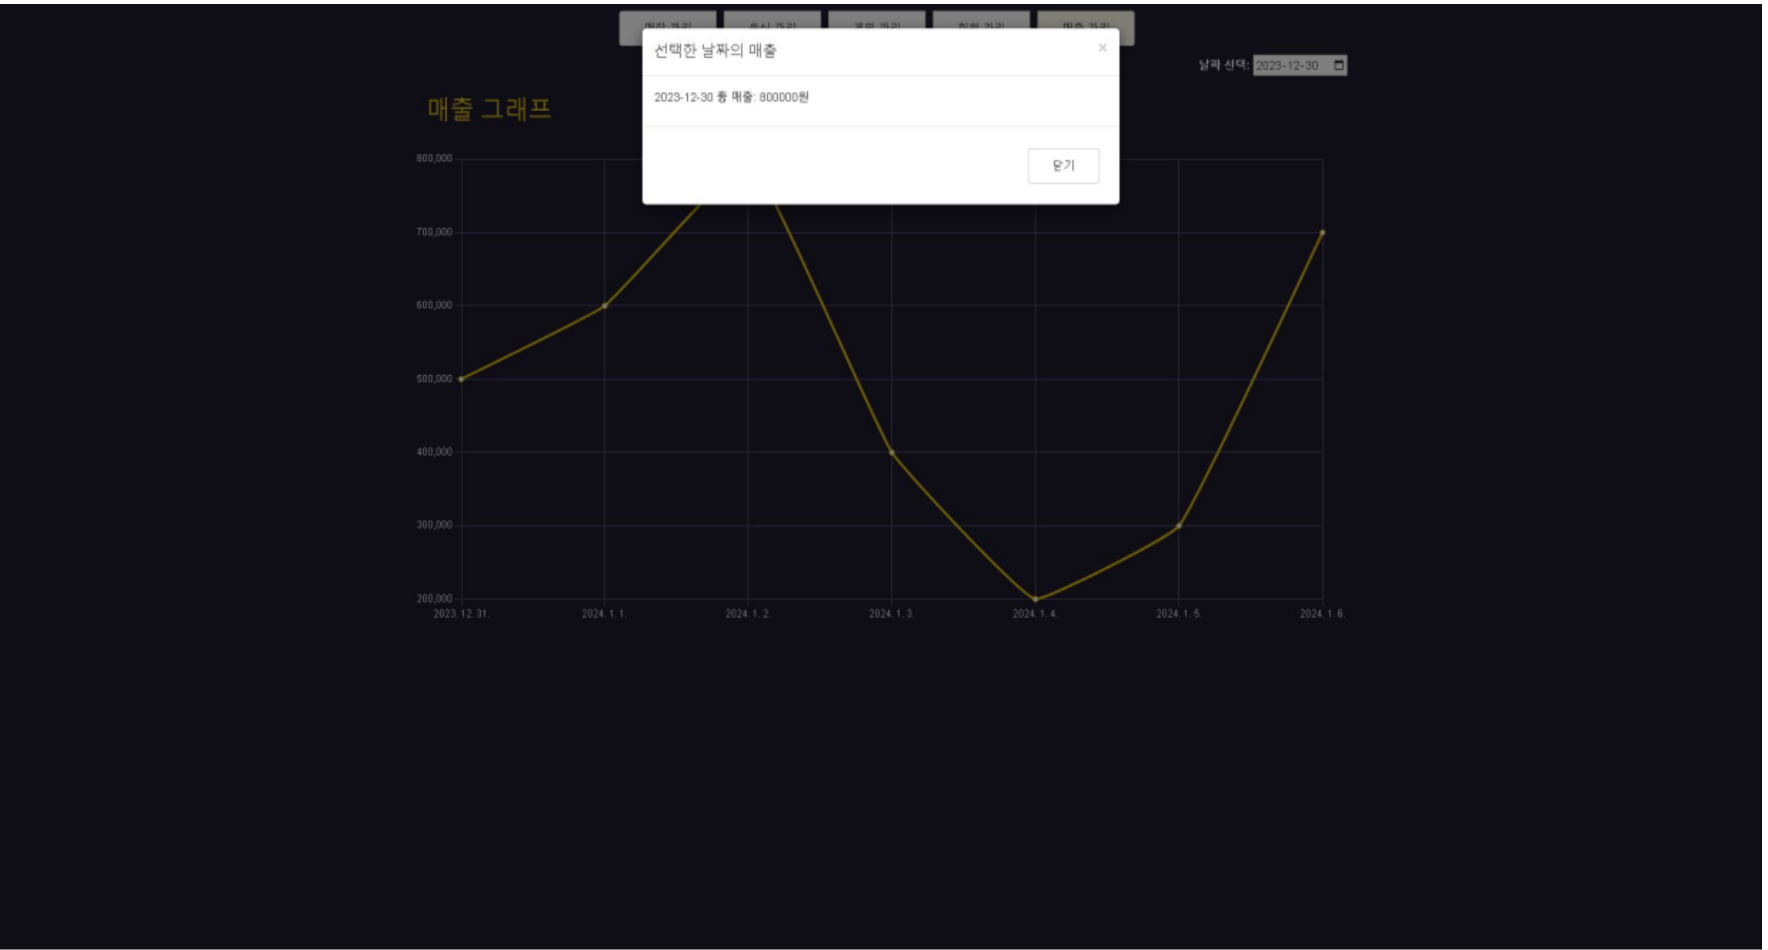 선택한 날짜의 매출
×
날짜 선택: 2023-12-30
2023-12-30 총 매출: 800000원
매출 그래프
닫기
800,000
700,000
600,000
500,000
400,000
300,000
200,000
2023. 12. 31. 2024. 1. 1. 2024. 1. 2. 2024. 1. 3. 2024. 1. 4. 2024. 1. 5. 2024. 1. 6.